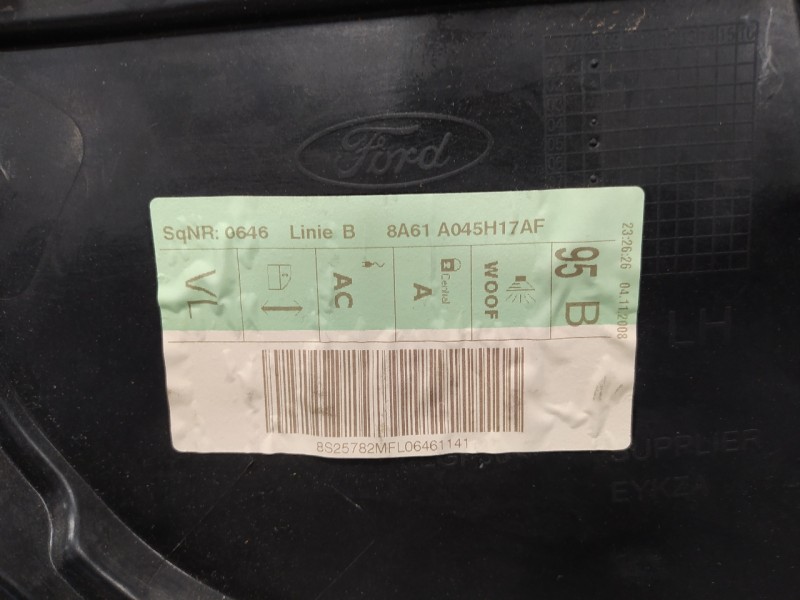 Ford
SqNR: 0646 Linie B 8A61 A045H17AF
VL
AC
Central
A
WOOF
95 B
23:26:26 04.11.2008
8S25782MFL06461141
LH
SUPPLIER
EYKZA